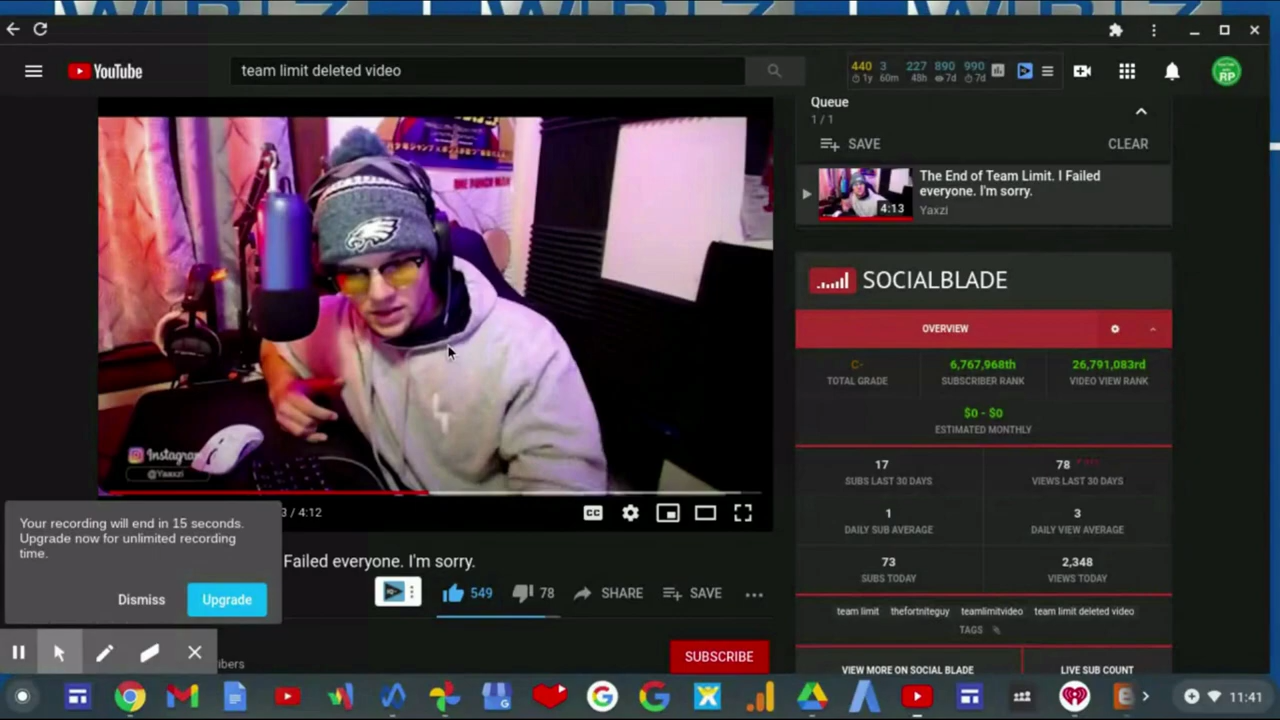 YouTube
team limit deleted video
440 3 227 890 990
1y 60m 48h 7d 7d
RP
Queue
1 / 1
SAVE CLEAR
The End of Team Limit. I Failed
everyone. I'm sorry.
Yaxzi
4:13
SOCIALBLADE
OVERVIEW
C- 6,767,968th 26,791,083rd
TOTAL GRADE SUBSCRIBER RANK VIDEO VIEW RANK
$0 - $0
ESTIMATED MONTHLY
17 78
SUBS LAST 30 DAYS VIEWS LAST 30 DAYS
1 3
DAILY SUB AVERAGE DAILY VIEW AVERAGE
73 2,348
SUBS TODAY VIEWS TODAY
team limit thefortniteguy teamlimitvideo team limit deleted video
TAGS
VIEW MORE ON SOCIAL BLADE LIVE SUB COUNT
Instagram
@Yaxzi
3 / 4:12
CC
Failed everyone. I'm sorry.
549 78 SHARE SAVE
SUBSCRIBE
ibers
Your recording will end in 15 seconds.
Upgrade now for unlimited recording
time.
Dismiss Upgrade
11:41